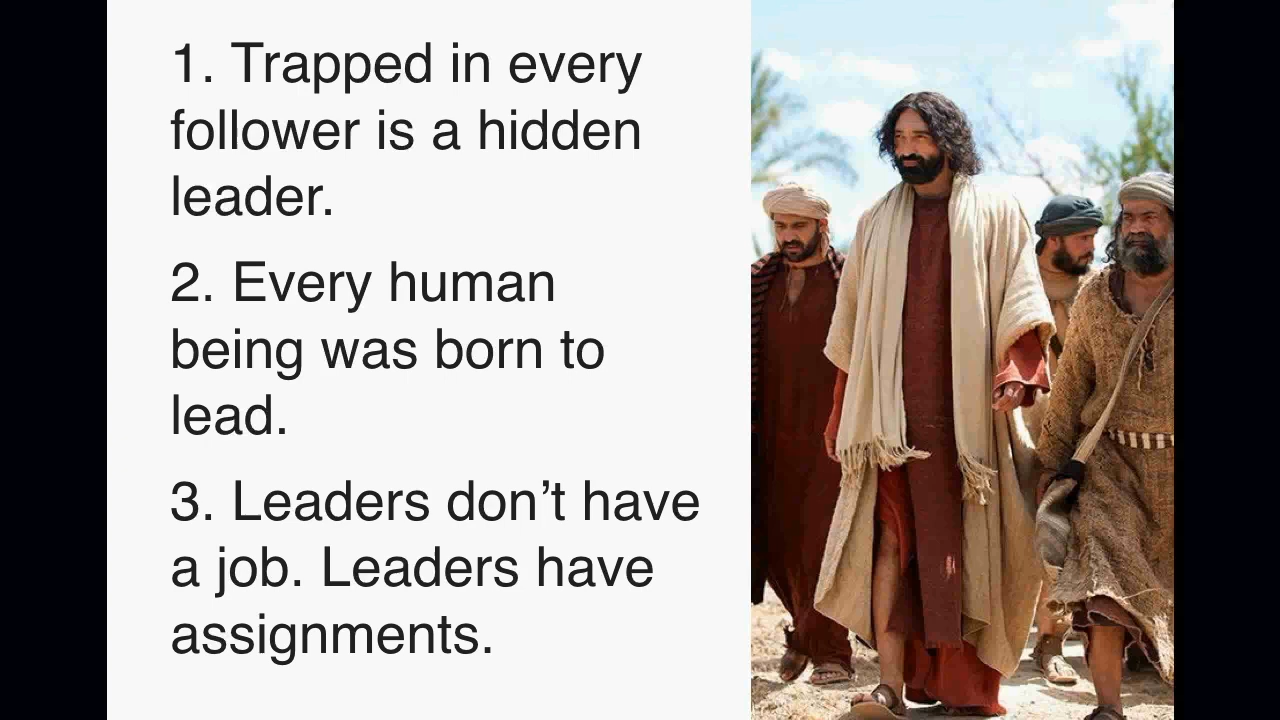 1. Trapped in every
follower is a hidden
leader.
2. Every human
being was born to
lead.
3. Leaders don’t have
a job. Leaders have
assignments.